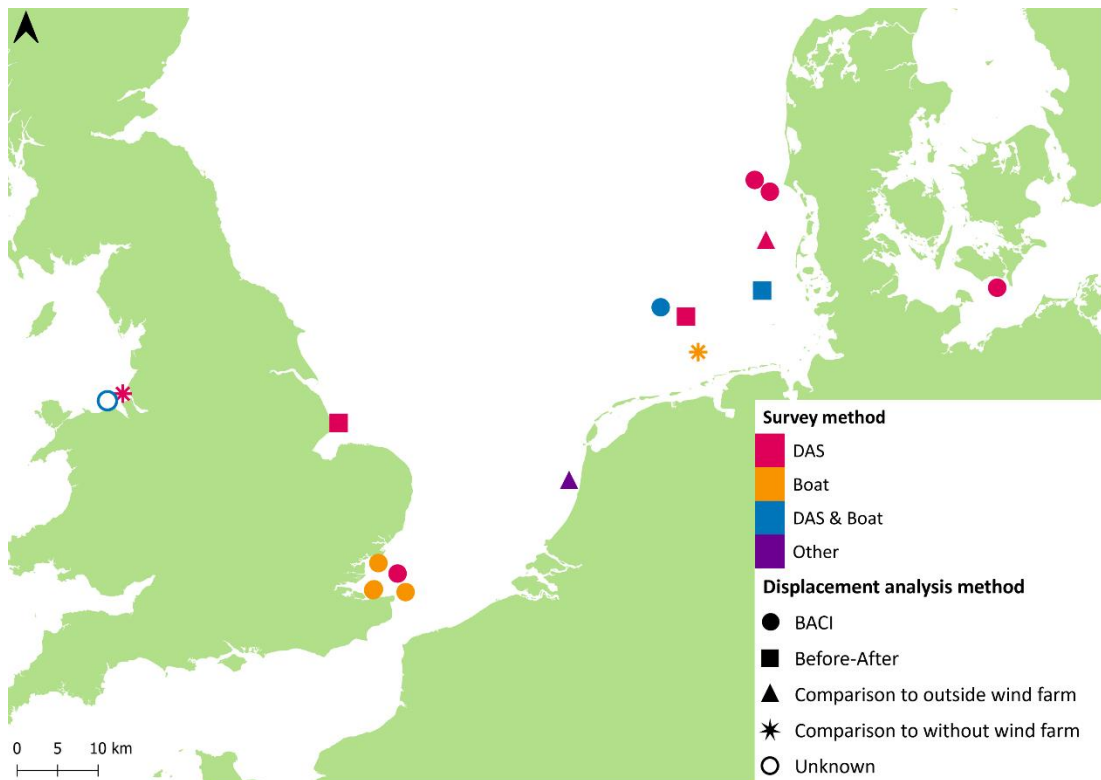 Survey method
DAS
Boat
DAS & Boat
Other
Displacement analysis method
BACI
Before-After
Comparison to outside wind farm
Comparison to without wind farm
Unknown
0 5 10 km